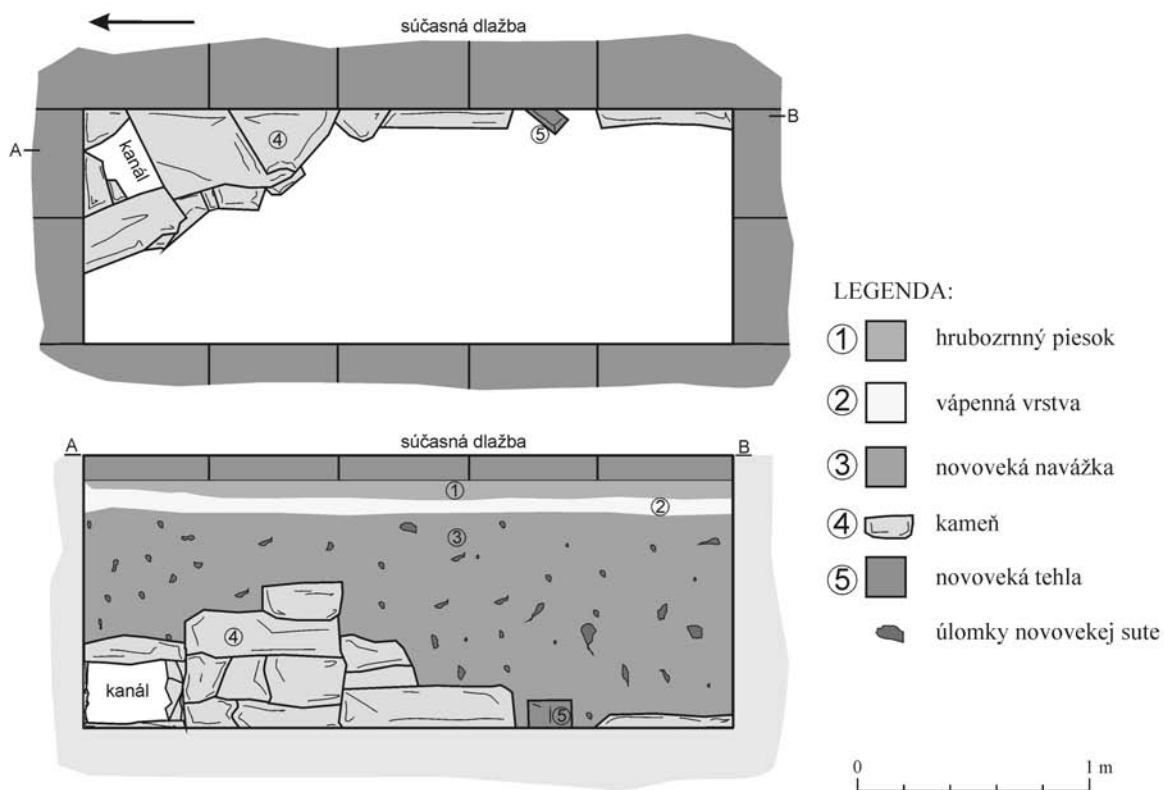 súčasná dlažba
A
B
kanál
④
⑤
LEGENDA:
① hrubozrnný piesok
② vápenná vrstva
③ novoveká navážka
④ kameň
⑤ novoveká tehla
úlomky novovekej sute
A
súčasná dlažba
B
①
②
③
④
kanál
⑤
0 1 m